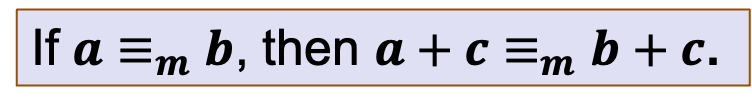 If a ≡ₘ b, then a + c ≡ₘ b + c.